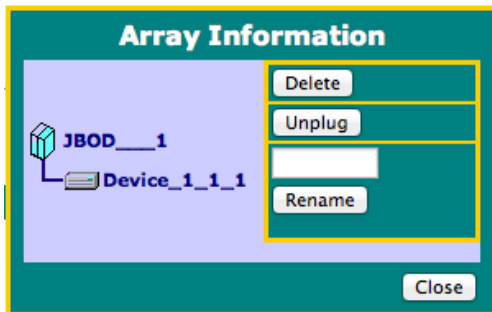 Array Information
Delete
Unplug
JBOD___1
Device_1_1_1
Rename
Close